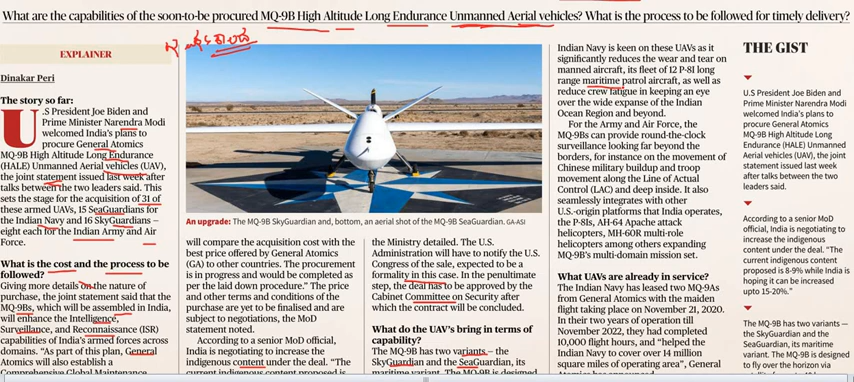 What are the capabilities of the soon-to-be procured MQ-9B High Altitude Long Endurance Unmanned Aerial vehicles? What is the process to be followed for timely delivery?
EXPLAINER
Dinakar Peri
The story so far:
U.S President Joe Biden and
Prime Minister Narendra Modi
welcomed India's plans to
procure General Atomics
MQ-9B High Altitude Long Endurance
(HALE) Unmanned Aerial vehicles (UAV),
the joint statement issued last week after
talks between the two leaders said. This
sets the stage for the acquisition of 31 of
these armed UAVs, 15 SeaGuardians for
the Indian Navy and 16 SkyGuardians –
eight each for the Indian Army and Air
Force.
What is the cost and the process to be
followed?
Giving more details on the nature of
purchase, the joint statement said that the
MQ-9Bs, which will be assembled in India,
will enhance the Intelligence,
Surveillance, and Reconnaissance (ISR)
capabilities of India's armed forces across
domains. "As part of this plan, General
Atomics will also establish a
Comprehensive Global Maintenance
An upgrade: The MQ-9B SkyGuardian and, bottom, an aerial shot of the MQ-9B SeaGuardian. GA-ASI
will compare the acquisition cost with the
best price offered by General Atomics
(GA) to other countries. The procurement
is in progress and would be completed as
per the laid down procedure." The price
and other terms and conditions of the
purchase are yet to be finalised and are
subject to negotiations, the MoD
statement noted.
According to a senior MoD official,
India is negotiating to increase the
indigenous content under the deal. "The
current indigenous content proposed is
the Ministry detailed. The U.S.
Administration will have to notify the U.S.
Congress of the sale, expected to be a
formality in this case. In the penultimate
step, the deal has to be approved by the
Cabinet Committee on Security after
which the contract will be concluded.
What do the UAV's bring in terms of
capability?
The MQ-9B has two variants – the
SkyGuardian and the SeaGuardian, its
maritime variant. The MQ-9B is designed
Indian Navy is keen on these UAVs as it
significantly reduces the wear and tear on
manned aircraft, its fleet of 12 P-8I long
range maritime patrol aircraft, as well as
reduce crew fatigue in keeping an eye
over the wide expanse of the Indian
Ocean Region and beyond.
For the Army and Air Force, the
MQ-9Bs can provide round-the-clock
surveillance looking far beyond the
borders, for instance on the movement of
Chinese military buildup and troop
movement along the Line of Actual
Control (LAC) and deep inside. It also
seamlessly integrates with other
U.S.-origin platforms that India operates,
the P-8Is, AH-64 Apache attack
helicopters, MH-60R multi-role
helicopters among others expanding
MQ-9B's multi-domain mission set.
What UAVs are already in service?
The Indian Navy has leased two MQ-9As
from General Atomics with the maiden
flight taking place on November 21, 2020.
In their two years of operation till
November 2022, they had completed
10,000 flight hours, and "helped the
Indian Navy to cover over 14 million
square miles of operating area", General
THE GIST
U.S President Joe Biden and
Prime Minister Narendra Modi
welcomed India's plans to
procure General Atomics
MQ-9B High Altitude Long
Endurance (HALE) Unmanned
Aerial vehicles (UAV), the joint
statement issued last week
after talks between the two
leaders said.
According to a senior MoD
official, India is negotiating to
increase the indigenous
content under the deal. "The
current indigenous content
proposed is 8-9% while India is
hoping it can be increased
upto 15-20%."
The MQ-9B has two variants —
the SkyGuardian and the
SeaGuardian, its maritime
variant. The MQ-9B is designed
to fly over the horizon via